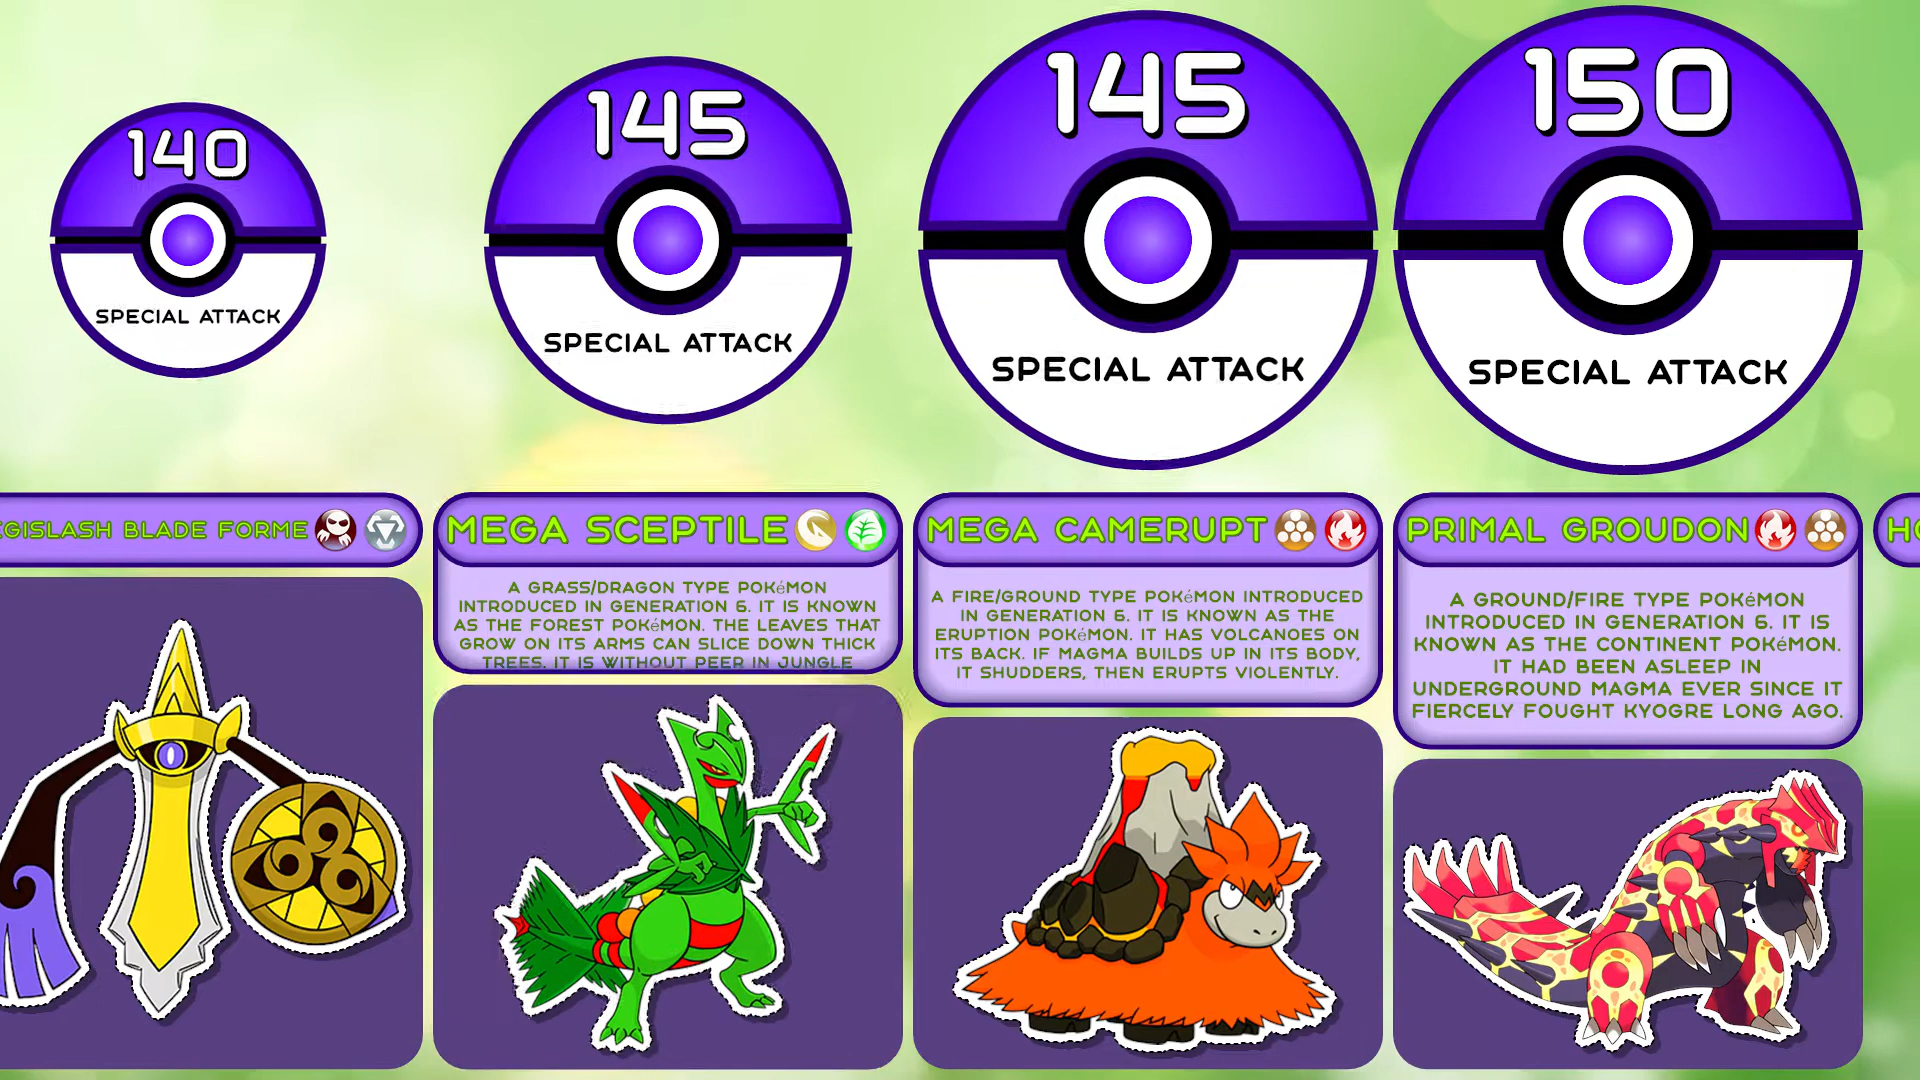 140
SPECIAL ATTACK
145
SPECIAL ATTACK
145
SPECIAL ATTACK
150
SPECIAL ATTACK
EGISLASH BLADE FORME
MEGA SCEPTILE
A GRASS/DRAGON TYPE POKéMON
INTRODUCED IN GENERATION 6. IT IS KNOWN
AS THE FOREST POKéMON. THE LEAVES THAT
GROW ON ITS ARMS CAN SLICE DOWN THICK
TREES. IT IS WITHOUT PEER IN JUNGLE
MEGA CAMERUPT
A FIRE/GROUND TYPE POKéMON INTRODUCED
IN GENERATION 6. IT IS KNOWN AS THE
ERUPTION POKéMON. IT HAS VOLCANOES ON
ITS BACK. IF MAGMA BUILDS UP IN ITS BODY,
IT SHUDDERS, THEN ERUPTS VIOLENTLY.
PRIMAL GROUDON
A GROUND/FIRE TYPE POKéMON
INTRODUCED IN GENERATION 6. IT IS
KNOWN AS THE CONTINENT POKéMON.
IT HAD BEEN ASLEEP IN
UNDERGROUND MAGMA EVER SINCE IT
FIERCELY FOUGHT KYOGRE LONG AGO.